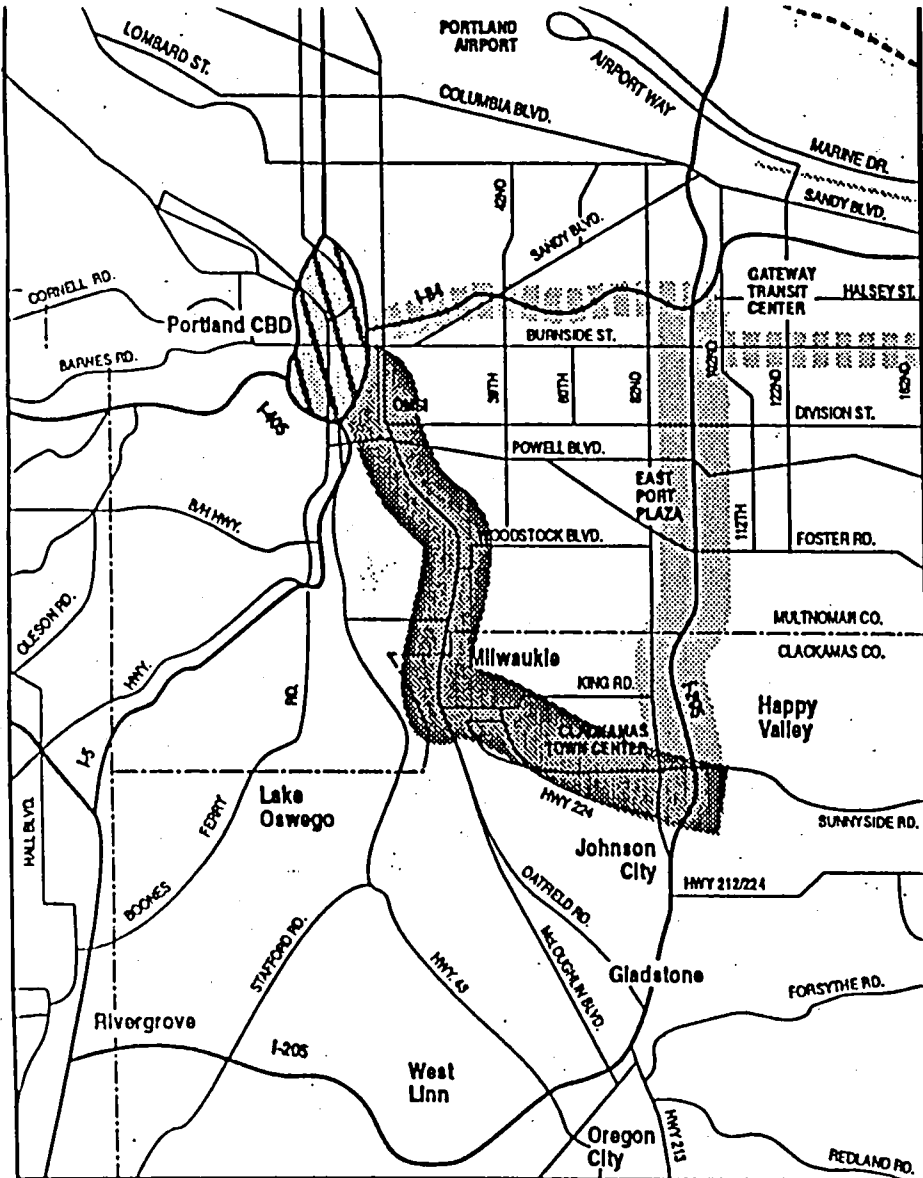 PORTLAND
AIRPORT
LOMBARD ST.
AIRPORT WAY
COLUMBIA BLVD.
MARINE DR.
SANDY BLVD.
42ND
SANDY BLVD.
CORNELL RD.
I-84
GATEWAY
TRANSIT
CENTER
HALSEY ST.
Portland CBD
BURNSIDE ST.
BARNES RD.
39TH
60TH
82ND
102ND
122ND
162ND
OMSI
I-405
DIVISION ST.
POWELL BLVD.
EAST
PORT
PLAZA
112TH
B/H HWY.
WOODSTOCK BLVD.
FOSTER RD.
OLESON RD.
MULTNOMAH CO.
CLACKAMAS CO.
HWY.
RD.
Milwaukie
KING RD.
Happy
Valley
CLACKAMAS
TOWN CENTER
I-5
HALL BLVD.
Lake
Oswego
FERRY
HWY 224
SUNNYSIDE RD.
Johnson
City
BOONES
OATFIELD RD.
HWY 212/224
STAFFORD RD.
HWY. 43
McLOUGHLIN BLVD.
Gladstone
FORSYTHE RD.
Rivergrove
I-205
West
Linn
Oregon
City
HWY 213
REDLAND RD.